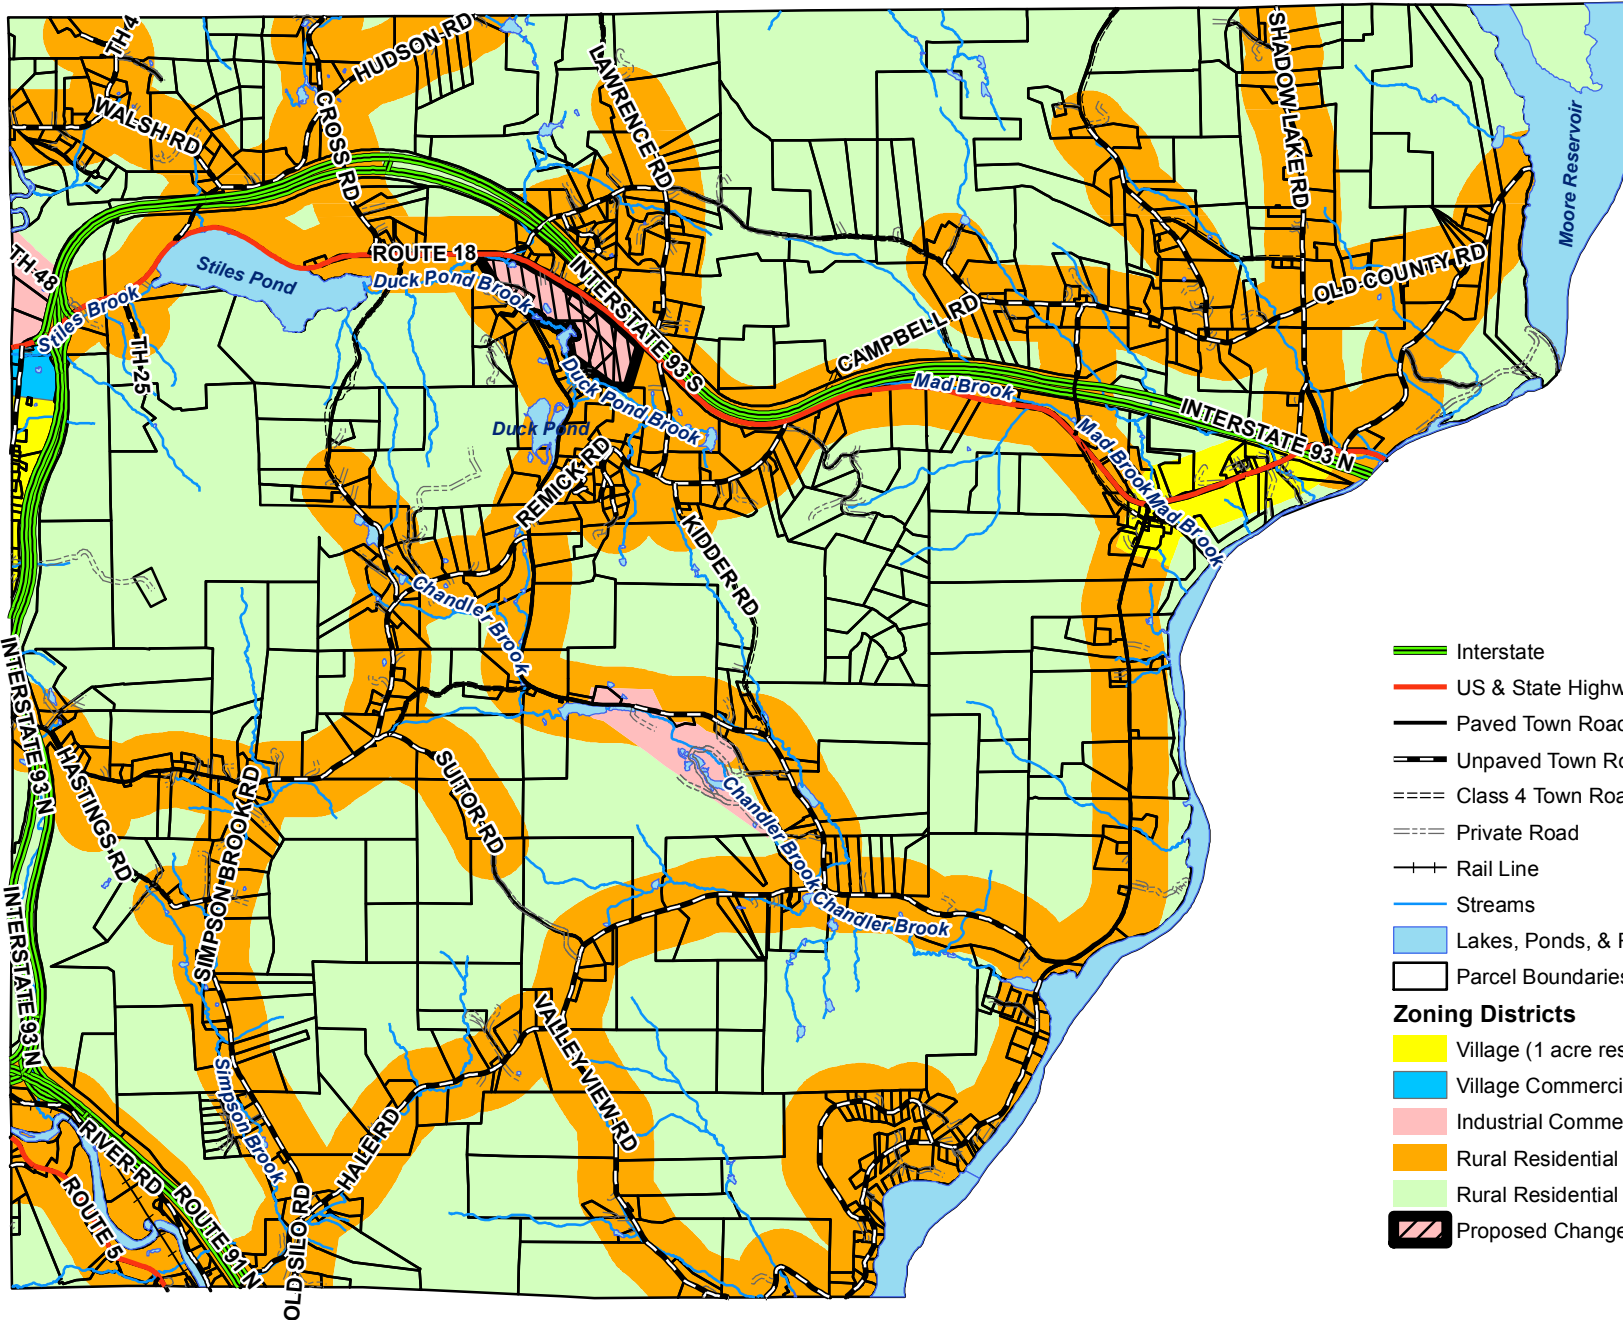 TH-4
HUDSON RD
LAWRENCE RD
SHADOW LAKE RD
WALSH RD
CROSS RD
Moore Reservoir
TH-48
Stiles Pond
ROUTE 18
Duck Pond Brook
INTERSTATE 93 S
OLD COUNTY RD
Stiles Brook
TH-25
CAMPBELL RD
Duck Pond Brook
Mad Brook
INTERSTATE 93 N
Duck Pond
Mad Brook
Mad Brook
REMICK RD
KIDDER RD
Chandler Brook
INTERSTATE 93 N
HASTINGS RD
SUTOR RD
SIMPSON BROOK RD
Chandler Brook
Chandler Brook
INTERSTATE 93 N
VALLEY VIEW RD
Simpson Brook
HALE RD
RIVER RD
ROUTE 5
ROUTE 91 N
OLD SILO RD
Interstate
US & State Highw
Paved Town Road
Unpaved Town Ro
Class 4 Town Roa
Private Road
Rail Line
Streams
Lakes, Ponds, & R
Parcel Boundaries
Zoning Districts
Village (1 acre res
Village Commerci
Industrial Comme
Rural Residential
Rural Residential
Proposed Change